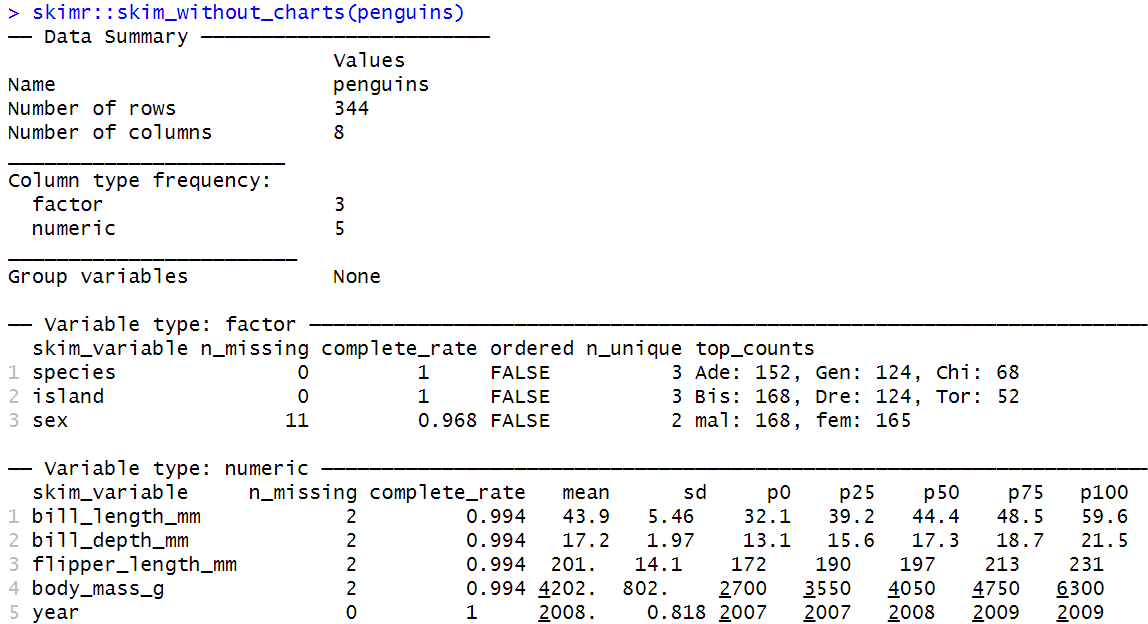 > skimr::skim_without_charts(penguins)
── Data Summary ────────────────────────
                           Values
Name                       penguins
Number of rows             344
Number of columns          8
_______________________
Column type frequency:
  factor                   3
  numeric                  5
________________________
Group variables            None

── Variable type: factor ──────────────────────────────────────────────────────────────────────
  skim_variable n_missing complete_rate ordered n_unique top_counts
1 species               0         1     FALSE          3 Ade: 152, Gen: 124, Chi: 68
2 island                0         1     FALSE          3 Bis: 168, Dre: 124, Tor: 52
3 sex                  11         0.968 FALSE          2 mal: 168, fem: 165

── Variable type: numeric ─────────────────────────────────────────────────────────────────────
  skim_variable     n_missing complete_rate   mean      sd     p0    p25    p50    p75   p100
1 bill_length_mm            2         0.994   43.9   5.46    32.1   39.2   44.4   48.5   59.6
2 bill_depth_mm             2         0.994   17.2   1.97    13.1   15.6   17.3   18.7   21.5
3 flipper_length_mm         2         0.994  201.   14.1    172    190    197    213    231
4 body_mass_g               2         0.994 4202.  802.    2700   3550   4050   4750   6300
5 year                      0         1     2008.    0.818 2007   2007   2008   2009   2009